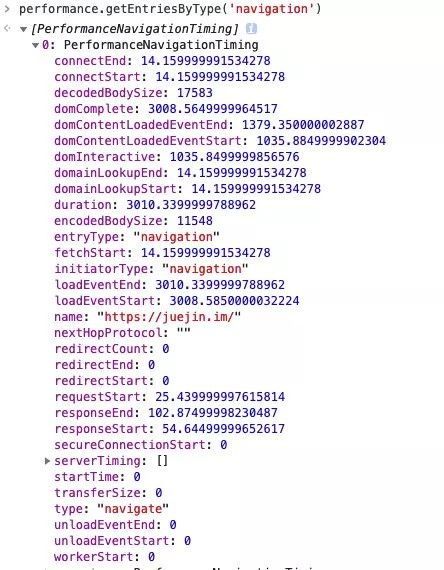 > performance.getEntriesByType('navigation')
[PerformanceNavigationTiming] i
0: PerformanceNavigationTiming
connectEnd: 14.159999991534278
connectStart: 14.159999991534278
decodedBodySize: 17583
domComplete: 3008.5649999964517
domContentLoadedEventEnd: 1379.350000002887
domContentLoadedEventStart: 1035.8849999902304
domInteractive: 1035.8499999856576
domainLookupEnd: 14.159999991534278
domainLookupStart: 14.159999991534278
duration: 3010.3399999788962
encodedBodySize: 11548
entryType: "navigation"
fetchStart: 14.159999991534278
initiatorType: "navigation"
loadEventEnd: 3010.3399999788962
loadEventStart: 3008.5850000032224
name: "https://juejin.im/"
nextHopProtocol: ""
redirectCount: 0
redirectEnd: 0
redirectStart: 0
requestStart: 25.439999997615814
responseEnd: 102.87499998230487
responseStart: 54.64499999652617
secureConnectionStart: 0
serverTiming: []
startTime: 0
transferSize: 0
type: "navigate"
unloadEventEnd: 0
unloadEventStart: 0
workerStart: 0